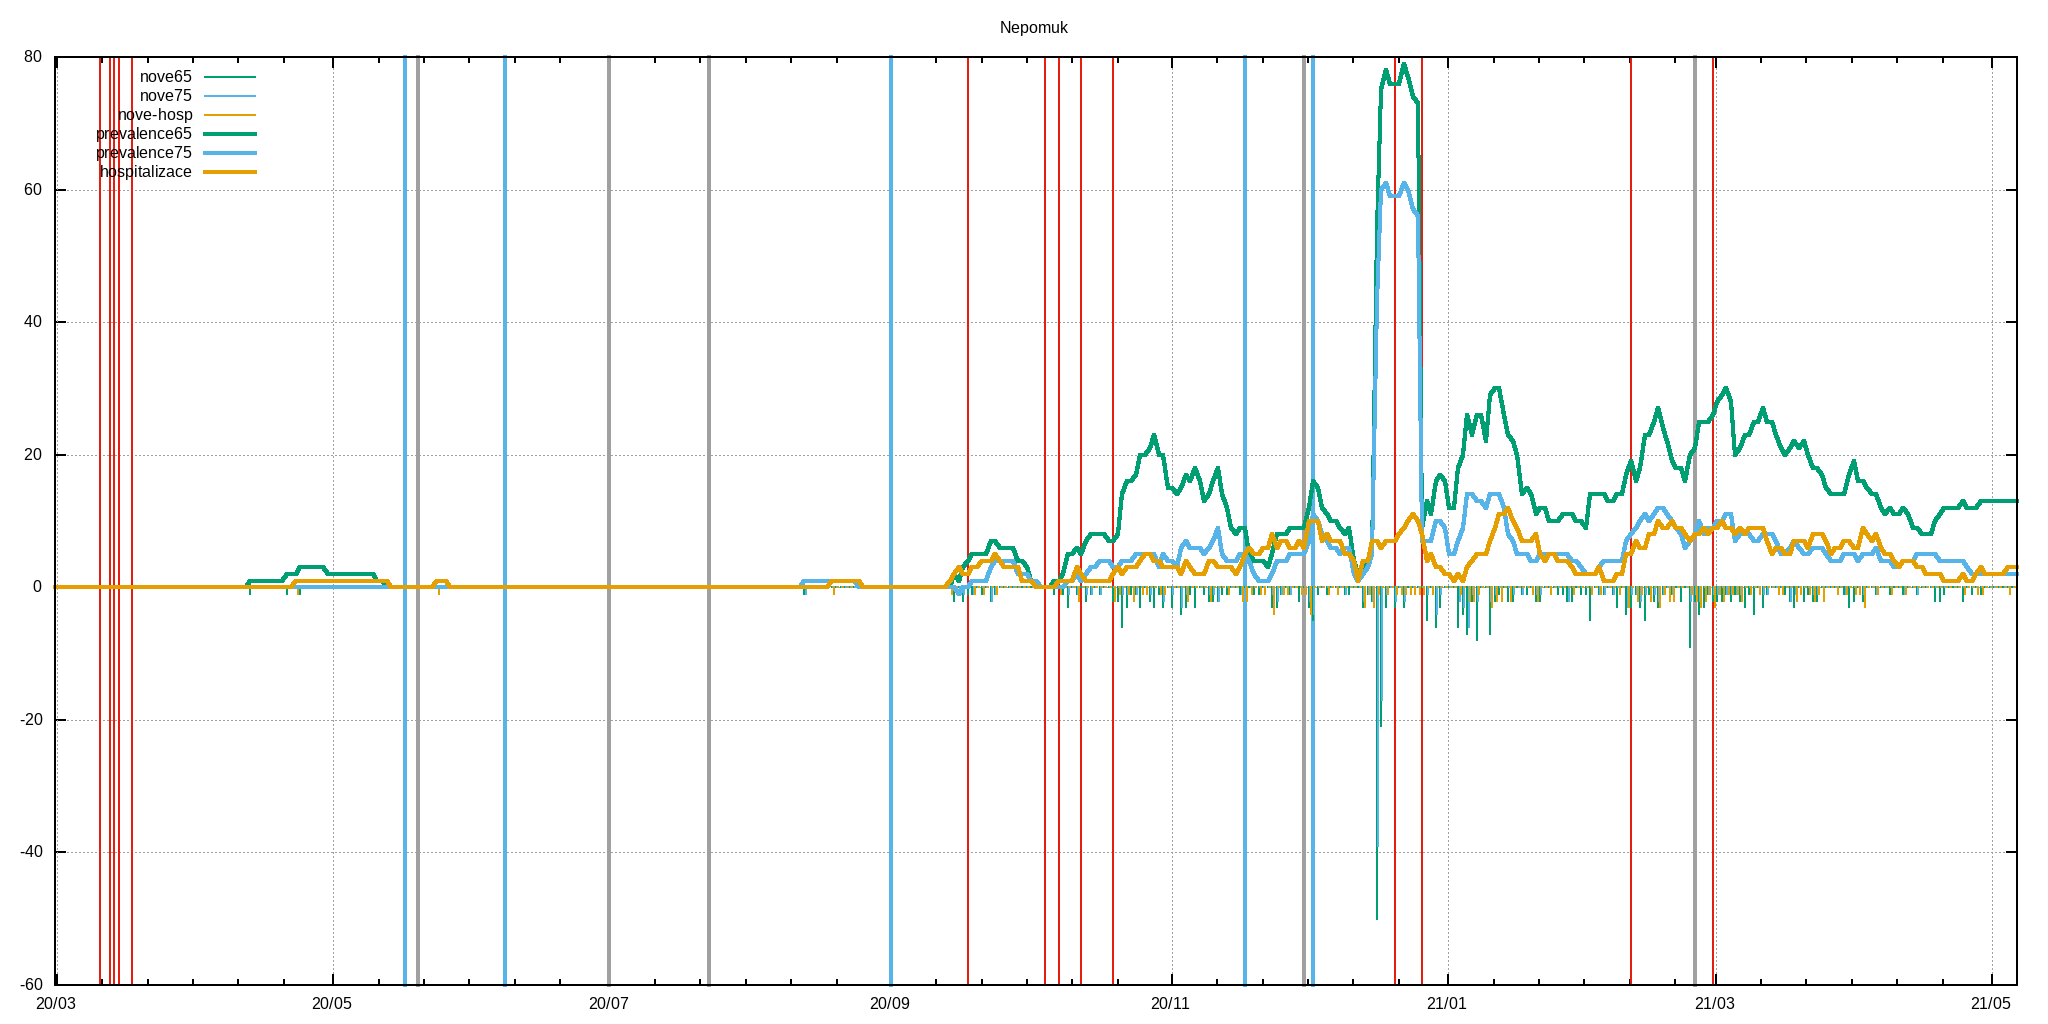 Nepomuk
80
60
40
20
0
-20
-40
-60
nove65
nove75
nove-hosp
prevalence65
prevalence75
hospitalizace
20/03 20/05 20/07 20/09 20/11 21/01 21/03 21/05